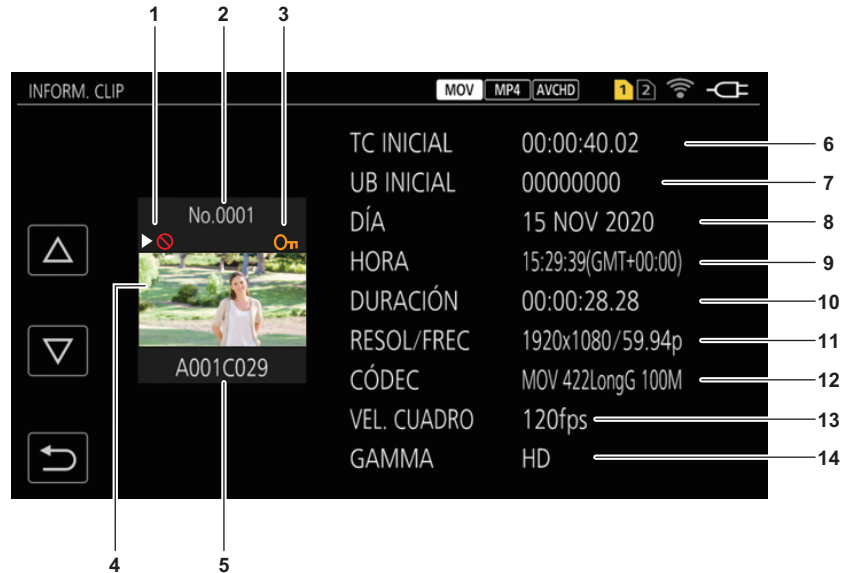 1 2 3
INFORM. CLIP MOV MP4 AVCHD 1 2
No.0001
A001C029
TC INICIAL 00:00:40.02 6
UB INICIAL 00000000 7
DÍA 15 NOV 2020 8
HORA 15:29:39(GMT+00:00) 9
DURACIÓN 00:00:28.28 10
RESOL/FREC 1920x1080/59.94p 11
CÓDEC MOV 422LongG 100M 12
VEL. CUADRO 120fps 13
GAMMA HD 14
4 5